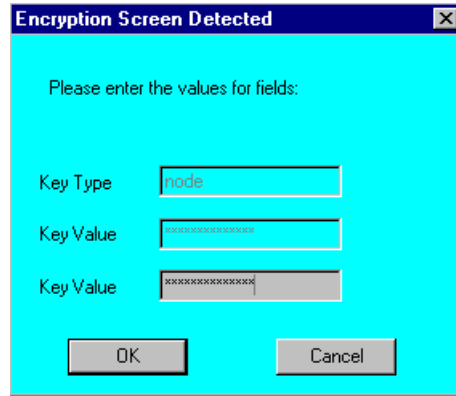 Encryption Screen Detected
Please enter the values for fields:
Key Type node
Key Value **************
Key Value **************
OK Cancel